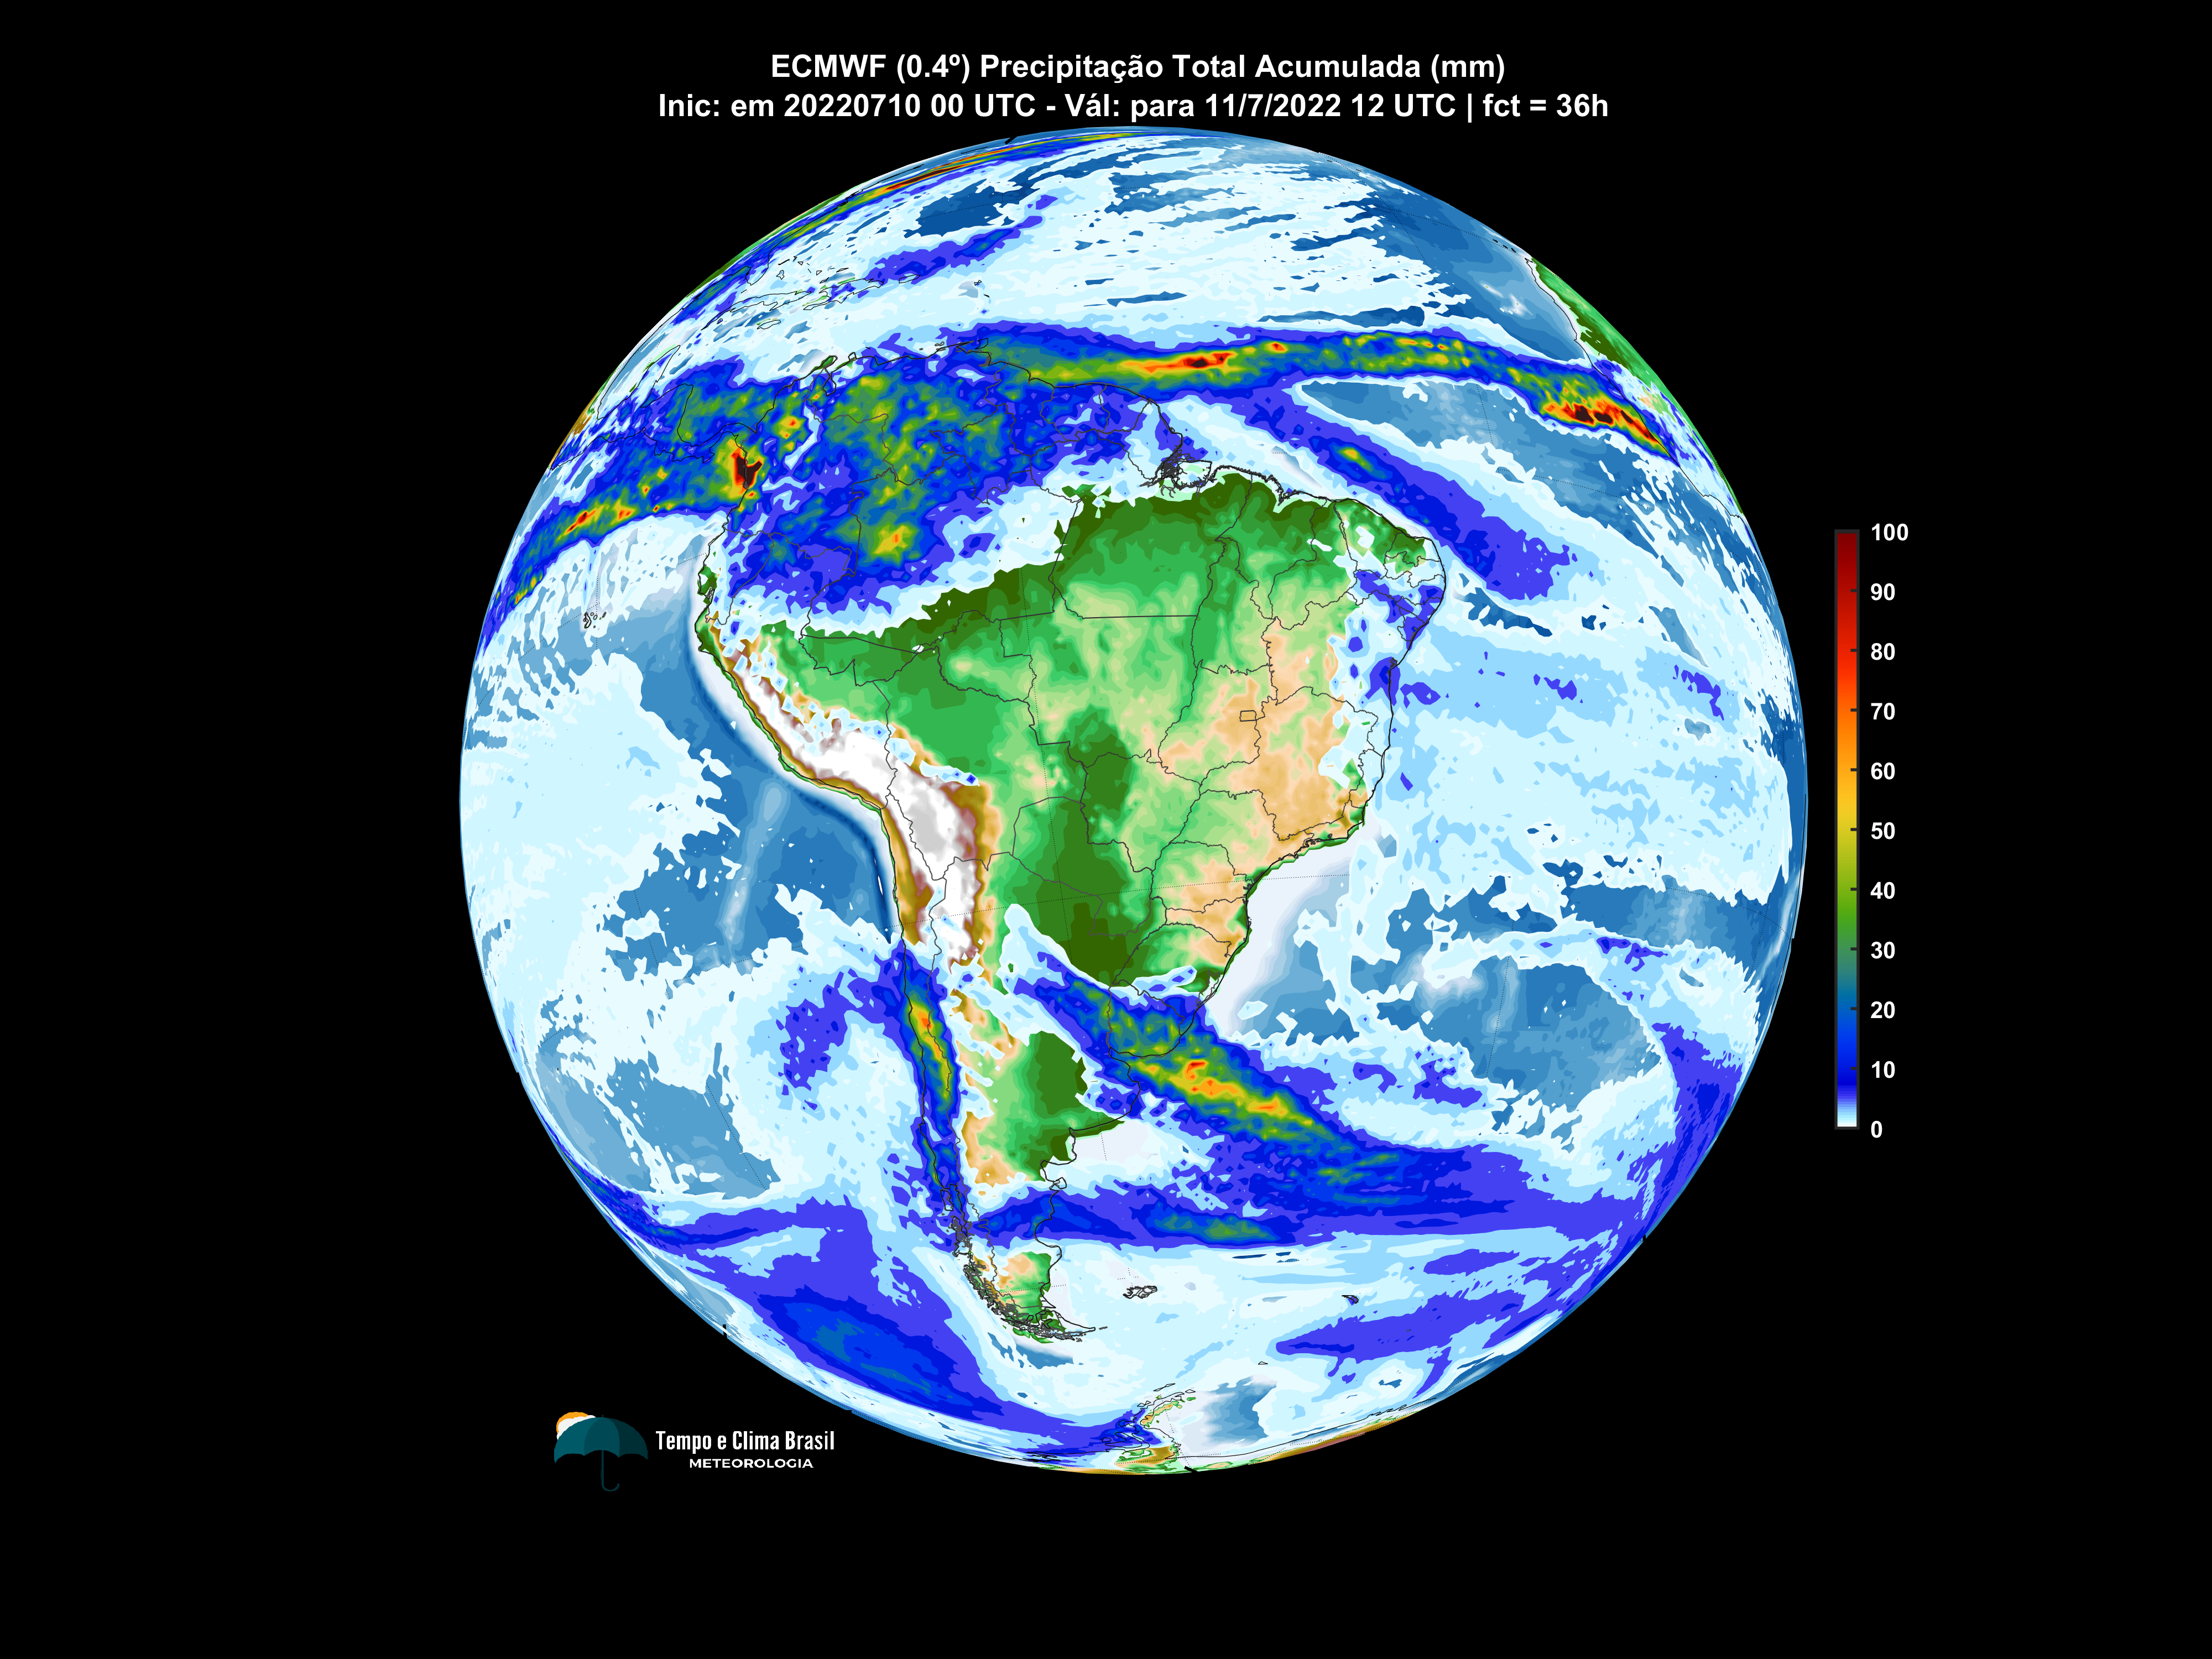 ECMWF (0.4º) Precipitação Total Acumulada (mm)
Inic: em 20220710 00 UTC - Vál: para 11/7/2022 12 UTC | fct = 36h
100
90
80
70
60
50
40
30
20
10
0
Tempo e Clima Brasil
METEOROLOGIA